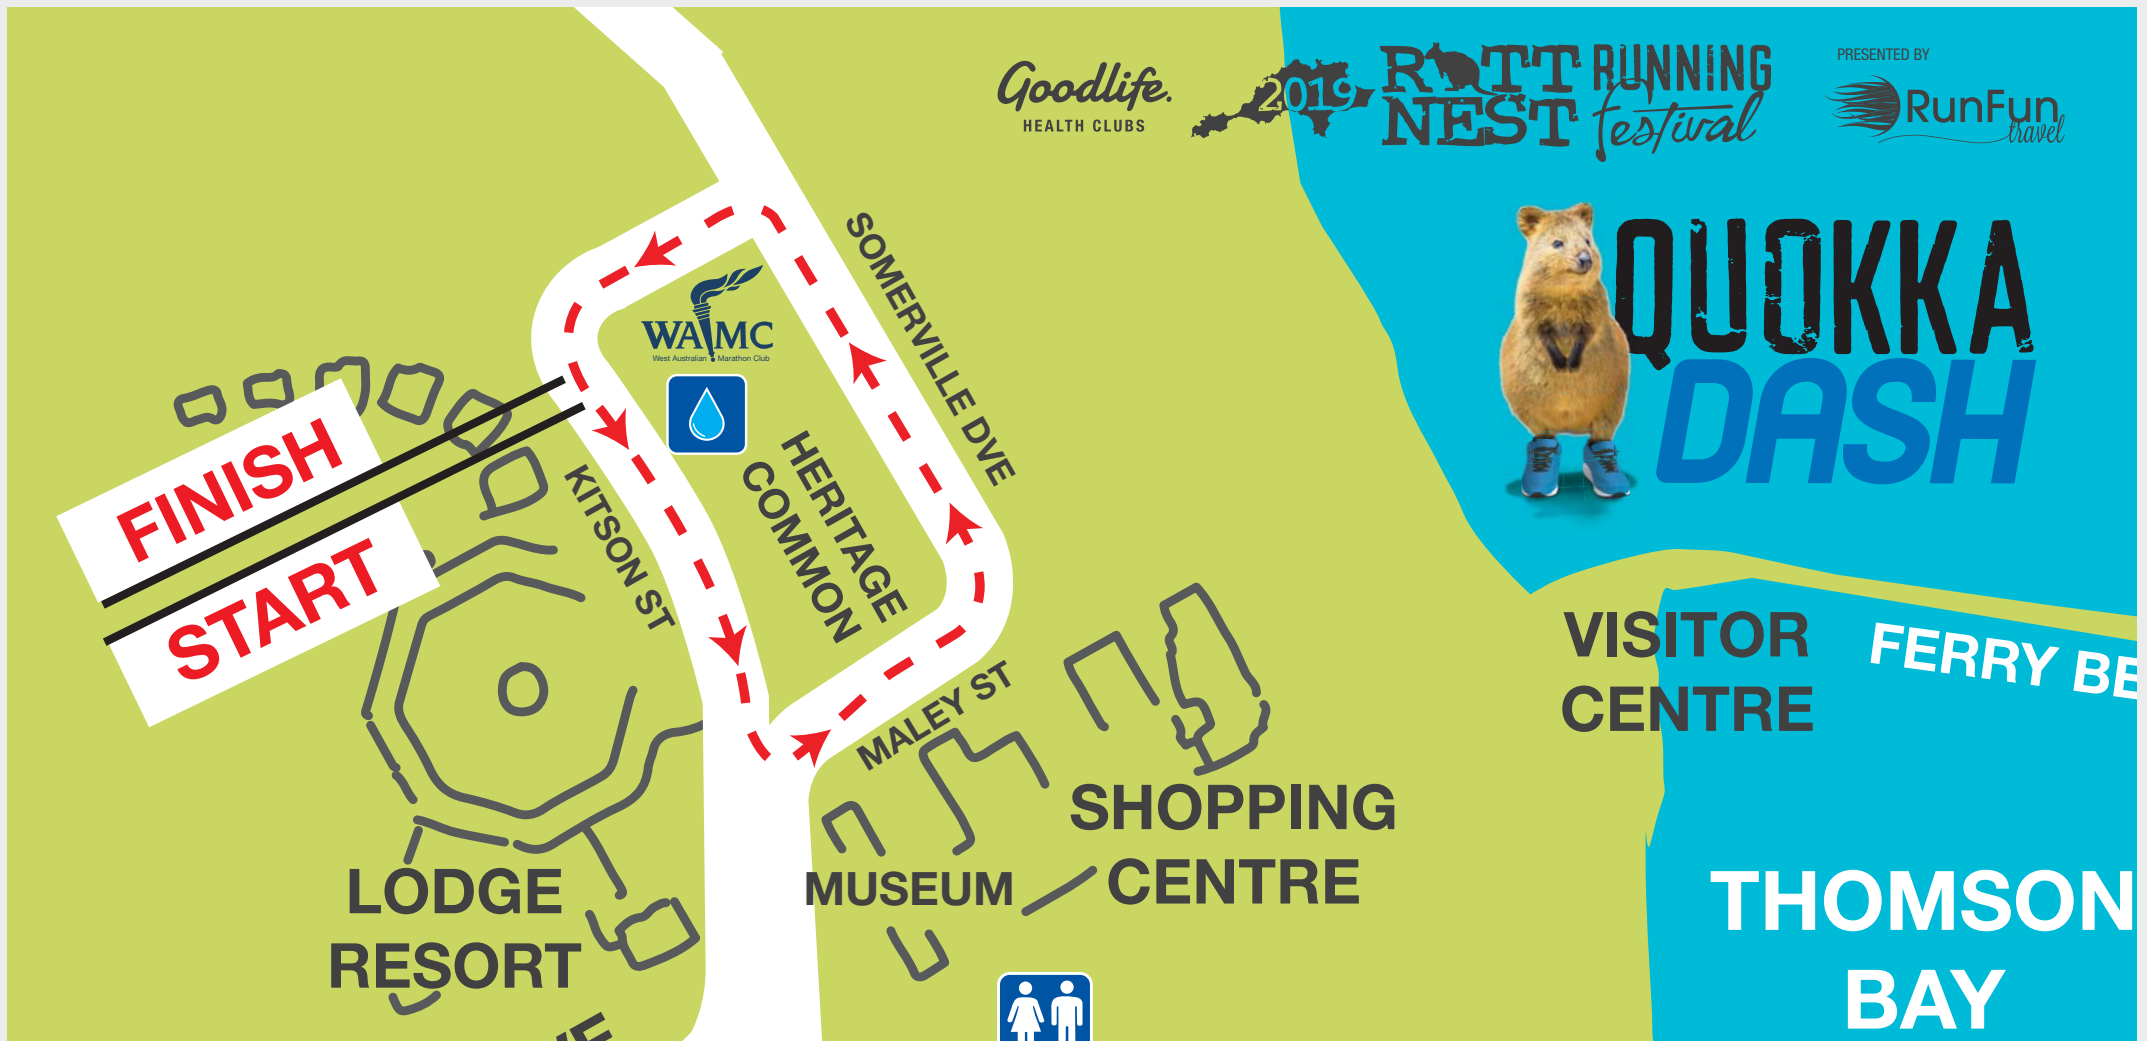 Goodlife.
HEALTH CLUBS
2019
ROTT
NEST
RUNNING
festival
PRESENTED BY
RunFun
travel
QUOKKA
DASH
SOMERVILLE DVE
WAMC
West Australian Marathon Club
FINISH
START
KITSON ST
HERITAGE
COMMON
MALEY ST
VISITOR
CENTRE
FERRY BE
SHOPPING
CENTRE
MUSEUM
LODGE
RESORT
THOMSON
BAY